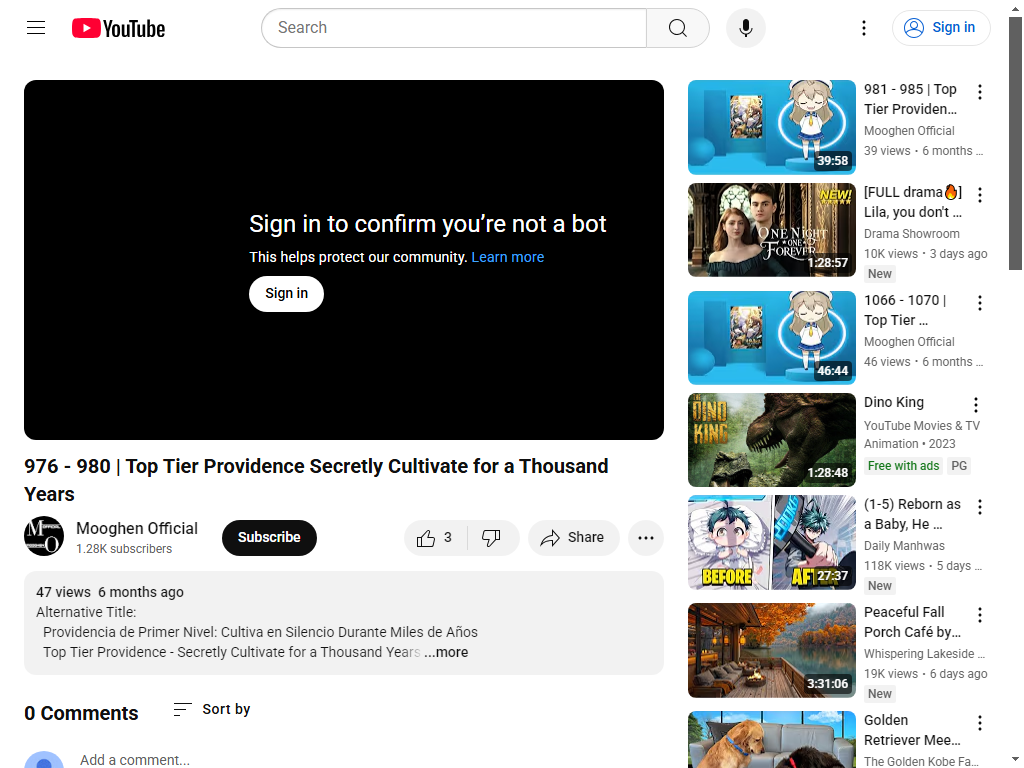 YouTube
Search
Sign in
Sign in to confirm you’re not a bot
This helps protect our community. Learn more
Sign in
976 - 980 | Top Tier Providence Secretly Cultivate for a Thousand
Years
Mooghen Official
1.28K subscribers
Subscribe
3
Share
47 views 6 months ago
Alternative Title:
Providencia de Primer Nivel: Cultiva en Silencio Durante Miles de Años
Top Tier Providence - Secretly Cultivate for a Thousand Years ...more
0 Comments
Sort by
Add a comment...
39:58
981 - 985 | Top
Tier Providen...
Mooghen Official
39 views • 6 months ...
NEW!
ONE NIGHT
ONE
FOREVER
1:28:57
[FULL drama🔥]
Lila, you don't ...
Drama Showroom
10K views • 3 days ago
New
46:44
1066 - 1070 |
Top Tier ...
Mooghen Official
46 views • 6 months ...
DINO
KING
1:28:48
Dino King
YouTube Movies & TV
Animation • 2023
Free with ads
PG
BEFORE
AFTER
27:37
(1-5) Reborn as
a Baby, He ...
Daily Manhwas
118K views • 5 days ...
New
3:31:06
Peaceful Fall
Porch Café by...
Whispering Lakeside ...
19K views • 6 days ago
New
Golden
Retriever Mee...
The Golden Kobe Fa...